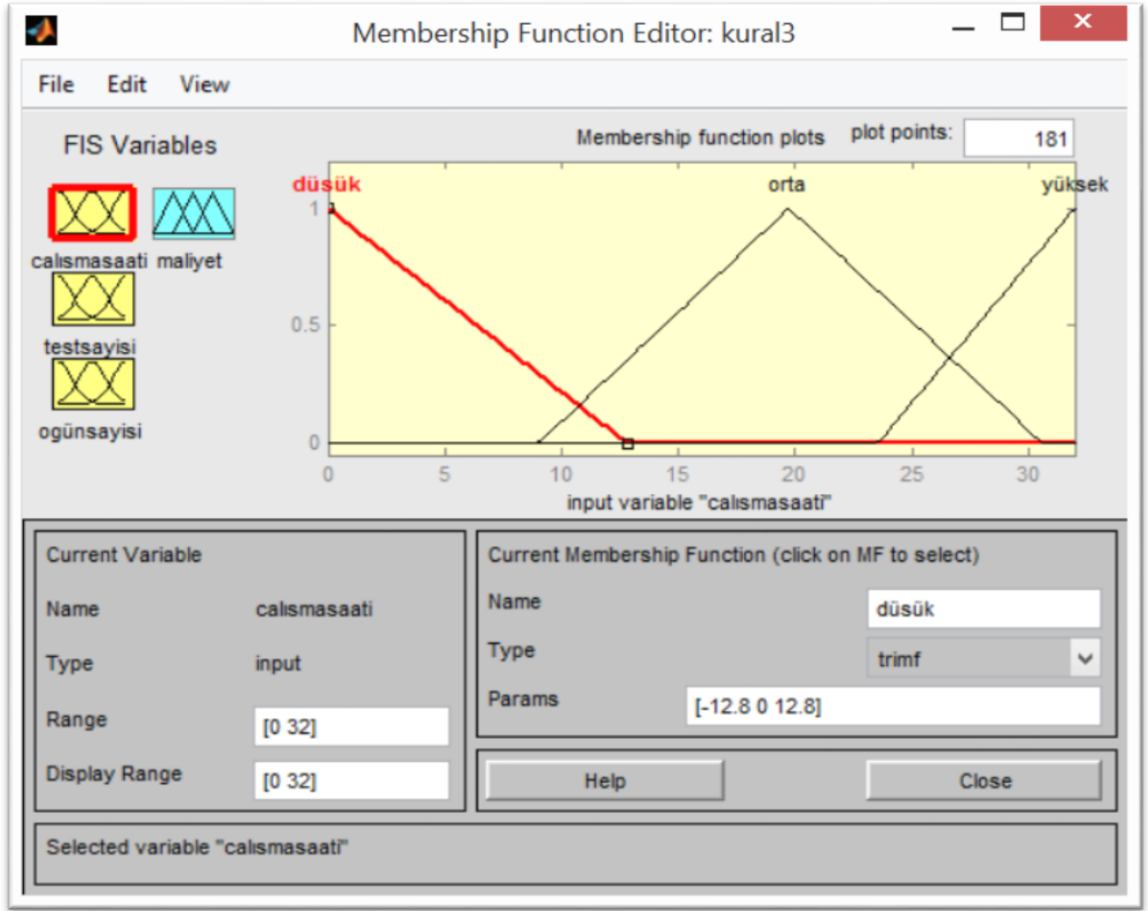 Membership Function Editor: kural3
File Edit View
FIS Variables
calısmasaati maliyet
testsayisi
ogünsayisi
Membership function plots plot points: 181
düsük orta yüksek
1
0.5
0
0 5 10 15 20 25 30
input variable "calısmasaati"
Current Variable
Name calısmasaati
Type input
Range [0 32]
Display Range [0 32]
Current Membership Function (click on MF to select)
Name düsük
Type trimf
Params [-12.8 0 12.8]
Help Close
Selected variable "calısmasaati"